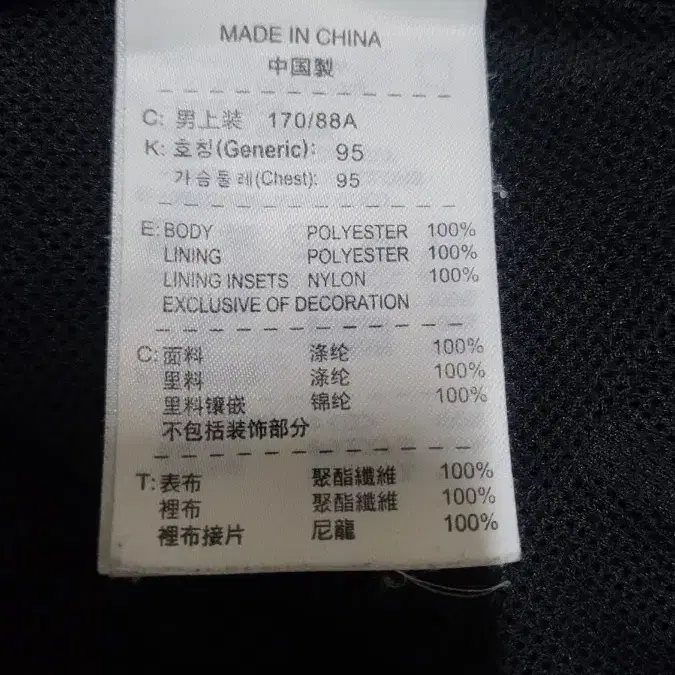 MADE IN CHINA
中国製
C: 男上装 170/88A
K: 호칭(Generic): 95
가슴둘레(Chest): 95
E: BODY POLYESTER 100%
LINING POLYESTER 100%
LINING INSETS NYLON 100%
EXCLUSIVE OF DECORATION
C: 面料 涤纶 100%
里料 涤纶 100%
里料镶嵌 锦纶 100%
不包括装饰部分
T: 表布 聚酯纖維 100%
裡布 聚酯纖維 100%
裡布接片 尼龍 100%